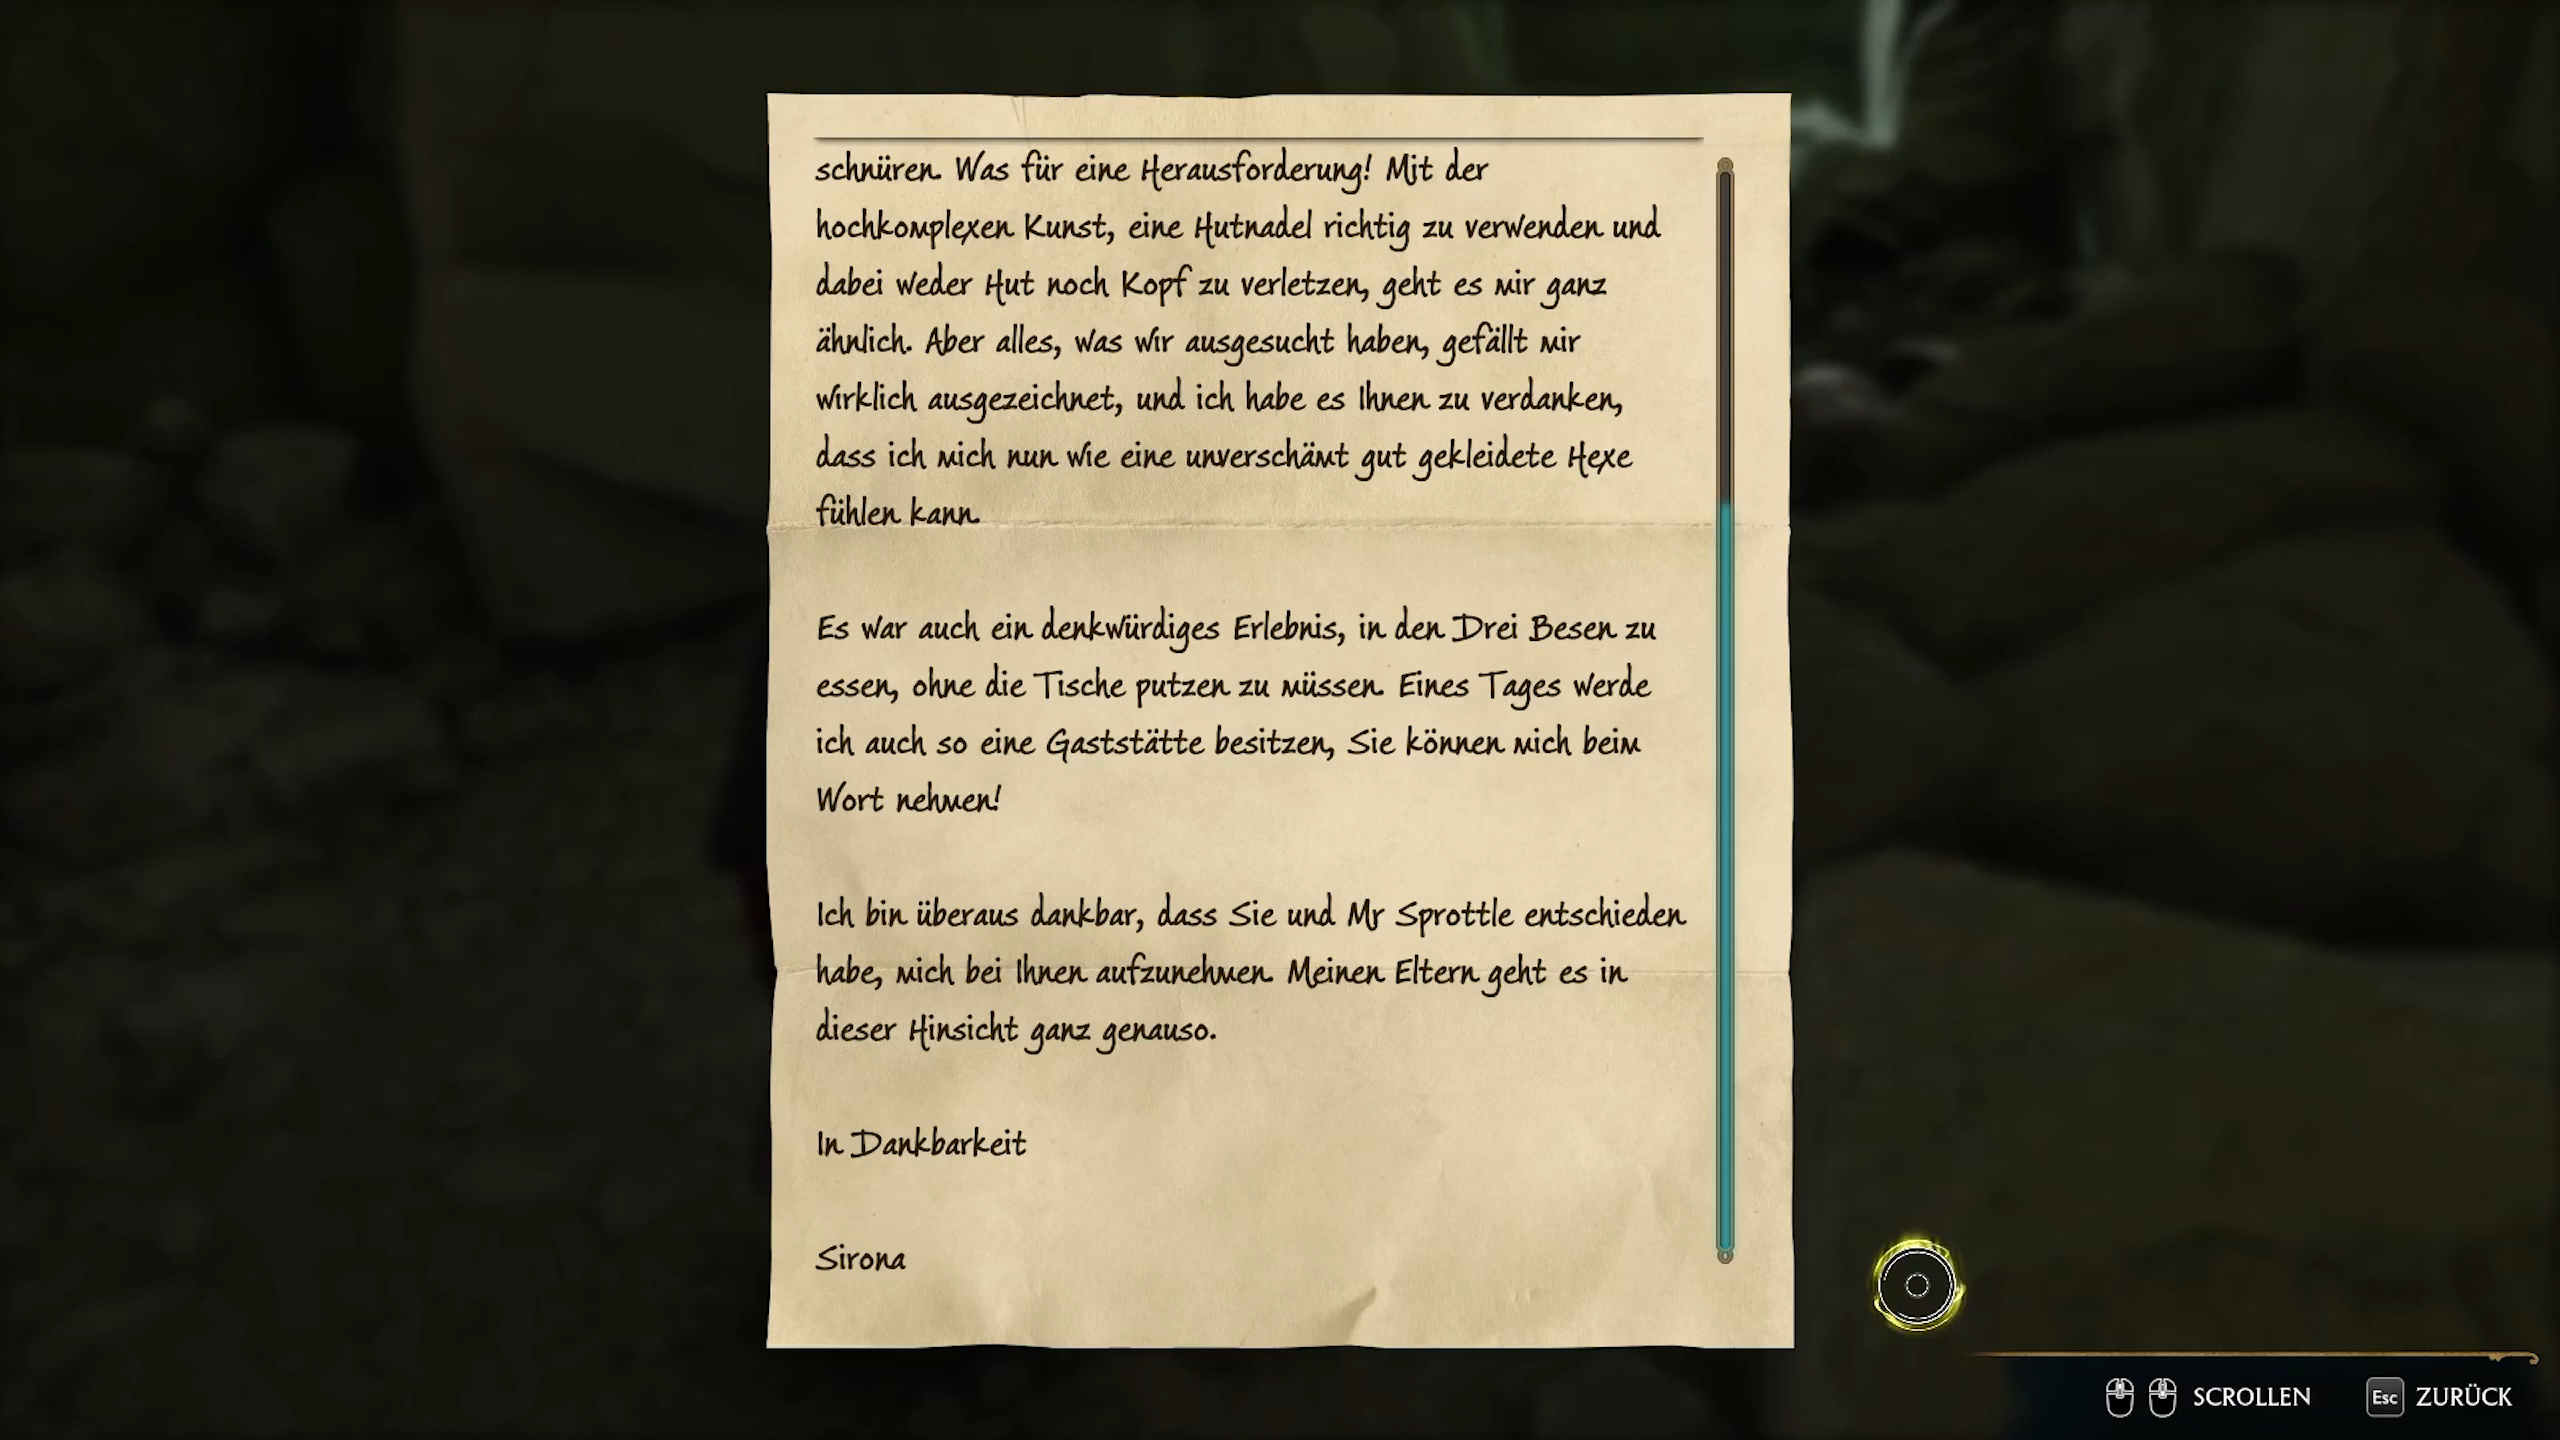 schnüren. Was für eine Herausforderung! Mit der
hochkomplexen Kunst, eine Hutnadel richtig zu verwenden und
dabei weder Hut noch Kopf zu verletzen, geht es mir ganz
ähnlich. Aber alles, was wir ausgesucht haben, gefällt mir
wirklich ausgezeichnet, und ich habe es Ihnen zu verdanken,
dass ich mich nun wie eine unverschämt gut gekleidete Hexe
fühlen kann.
Es war auch ein denkwürdiges Erlebnis, in den Drei Besen zu
essen, ohne die Tische putzen zu müssen. Eines Tages werde
ich auch so eine Gaststätte besitzen, Sie können mich beim
Wort nehmen!
Ich bin überaus dankbar, dass Sie und Mr Sprottle entschieden
habe, mich bei Ihnen aufzunehmen. Meinen Eltern geht es in
dieser Hinsicht ganz genauso.
In Dankbarkeit
Sirona
SCROLLEN
Esc ZURÜCK